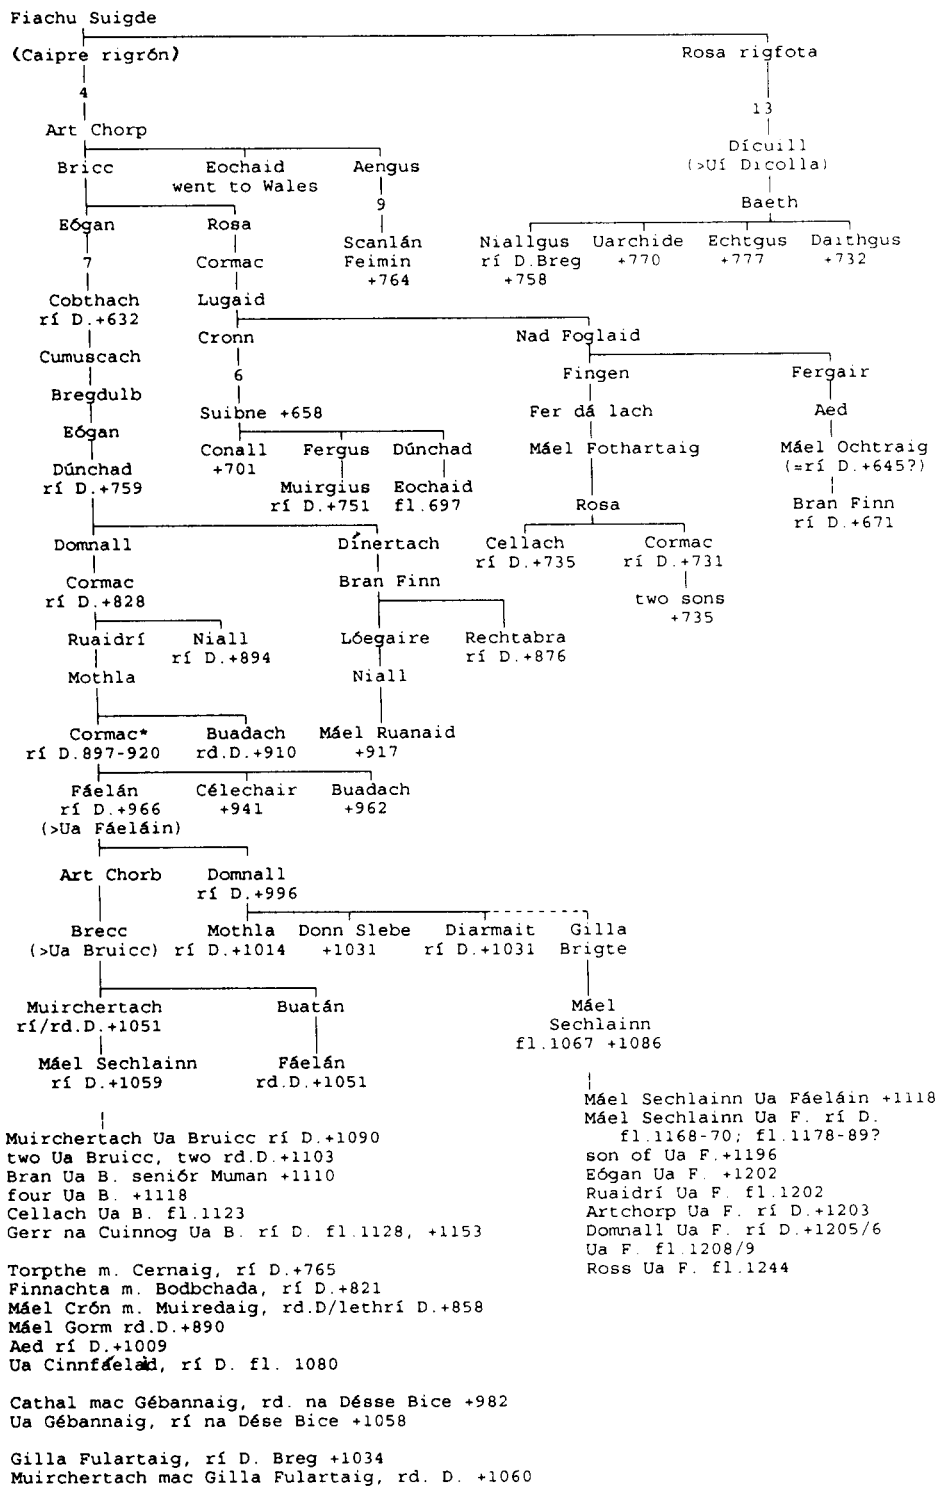 Fiachu Suigde
(Caipre rigrón) Rosa rigfota
4
13
Art Chorp
Dícuill
(>Uí Dicolla)
Bricc Eochaid Aengus
went to Wales
Baeth
9
Eógan Rosa
Scanlán
Feimin
+764
Niallgus Uarchide Echtgus Daithgus
rí D.Breg +770 +777 +732
+758
7 Cormac
Cobthach Lugaid
rí D.+632
Cronn Nad Foglaid
Cumuscach
6 Fingen Fergair
Bregdulb
Suibne +658 Fer dá lach Aed
Eógan
Conall Fergus Dúnchad Máel Fothartaig Máel Ochtraig
+701 (=rí D.+645?)
Dúnchad
rí D.+759
Muirgius Eochaid Rosa Bran Finn
rí D.+751 fl.697 rí D.+671
Domnall Dínertach Cellach Cormac
rí D.+735 rí D.+731
Cormac Bran Finn
rí D.+828
two sons
+735
Ruaidrí Niall Lóegaire Rechtabra
rí D.+894 rí D.+876
Mothla Niall
Cormac* Buadach Máel Ruanaid
rí D.897-920 rd.D.+910 +917
Fáelán Célechair Buadach
rí D.+966 +941 +962
(>Ua Fáeláin)
Art Chorb Domnall
rí D.+996
Brecc Mothla Donn Slebe Diarmait Gilla
(>Ua Bruicc) rí D.+1014 +1031 rí D.+1031 Brigte
Muirchertach Buatán Máel
rí/rd.D.+1051 Sechlainn
fl.1067 +1086
Máel Sechlainn Fáelán
rí D.+1059 rd.D.+1051
Máel Sechlainn Ua Fáeláin +1118
Máel Sechlainn Ua F. rí D.
fl.1168-70; fl.1178-89?
son of Ua F.+1196
Eógan Ua F. +1202
Ruaidrí Ua F. fl.1202
Artchorp Ua F. rí D.+1203
Domnall Ua F. rí D.+1205/6
Ua F. fl.1208/9
Ross Ua F. fl.1244
Muirchertach Ua Bruicc rí D.+1090
two Ua Bruicc, two rd.D.+1103
Bran Ua B. seniór Muman +1110
four Ua B. +1118
Cellach Ua B. fl.1123
Gerr na Cuinnog Ua B. rí D. fl.1128, +1153
Torpthe m. Cernaig, rí D.+765
Finnachta m. Bodbchada, rí D.+821
Máel Crón m. Muiredaig, rd.D/lethrí D.+858
Máel Gorm rd.D.+890
Aed rí D.+1009
Ua Cinnfáelad, rí D. fl. 1080
Cathal mac Gébannaig, rd. na Désse Bice +982
Ua Gébannaig, rí na Dése Bice +1058
Gilla Fulartaig, rí D. Breg +1034
Muirchertach mac Gilla Fulartaig, rd. D. +1060